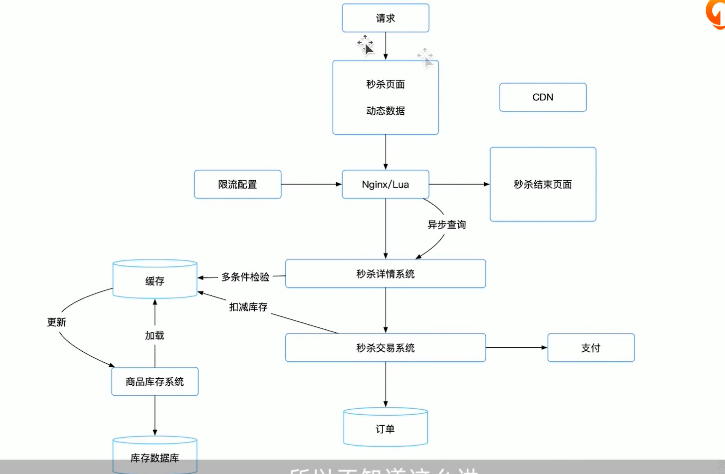 请求
秒杀页面
动态数据
CDN
限流配置
Nginx/Lua
秒杀结束页面
异步查询
缓存
多条件检验
秒杀详情系统
扣减库存
更新
加载
秒杀交易系统
支付
商品库存系统
订单
库存数据库